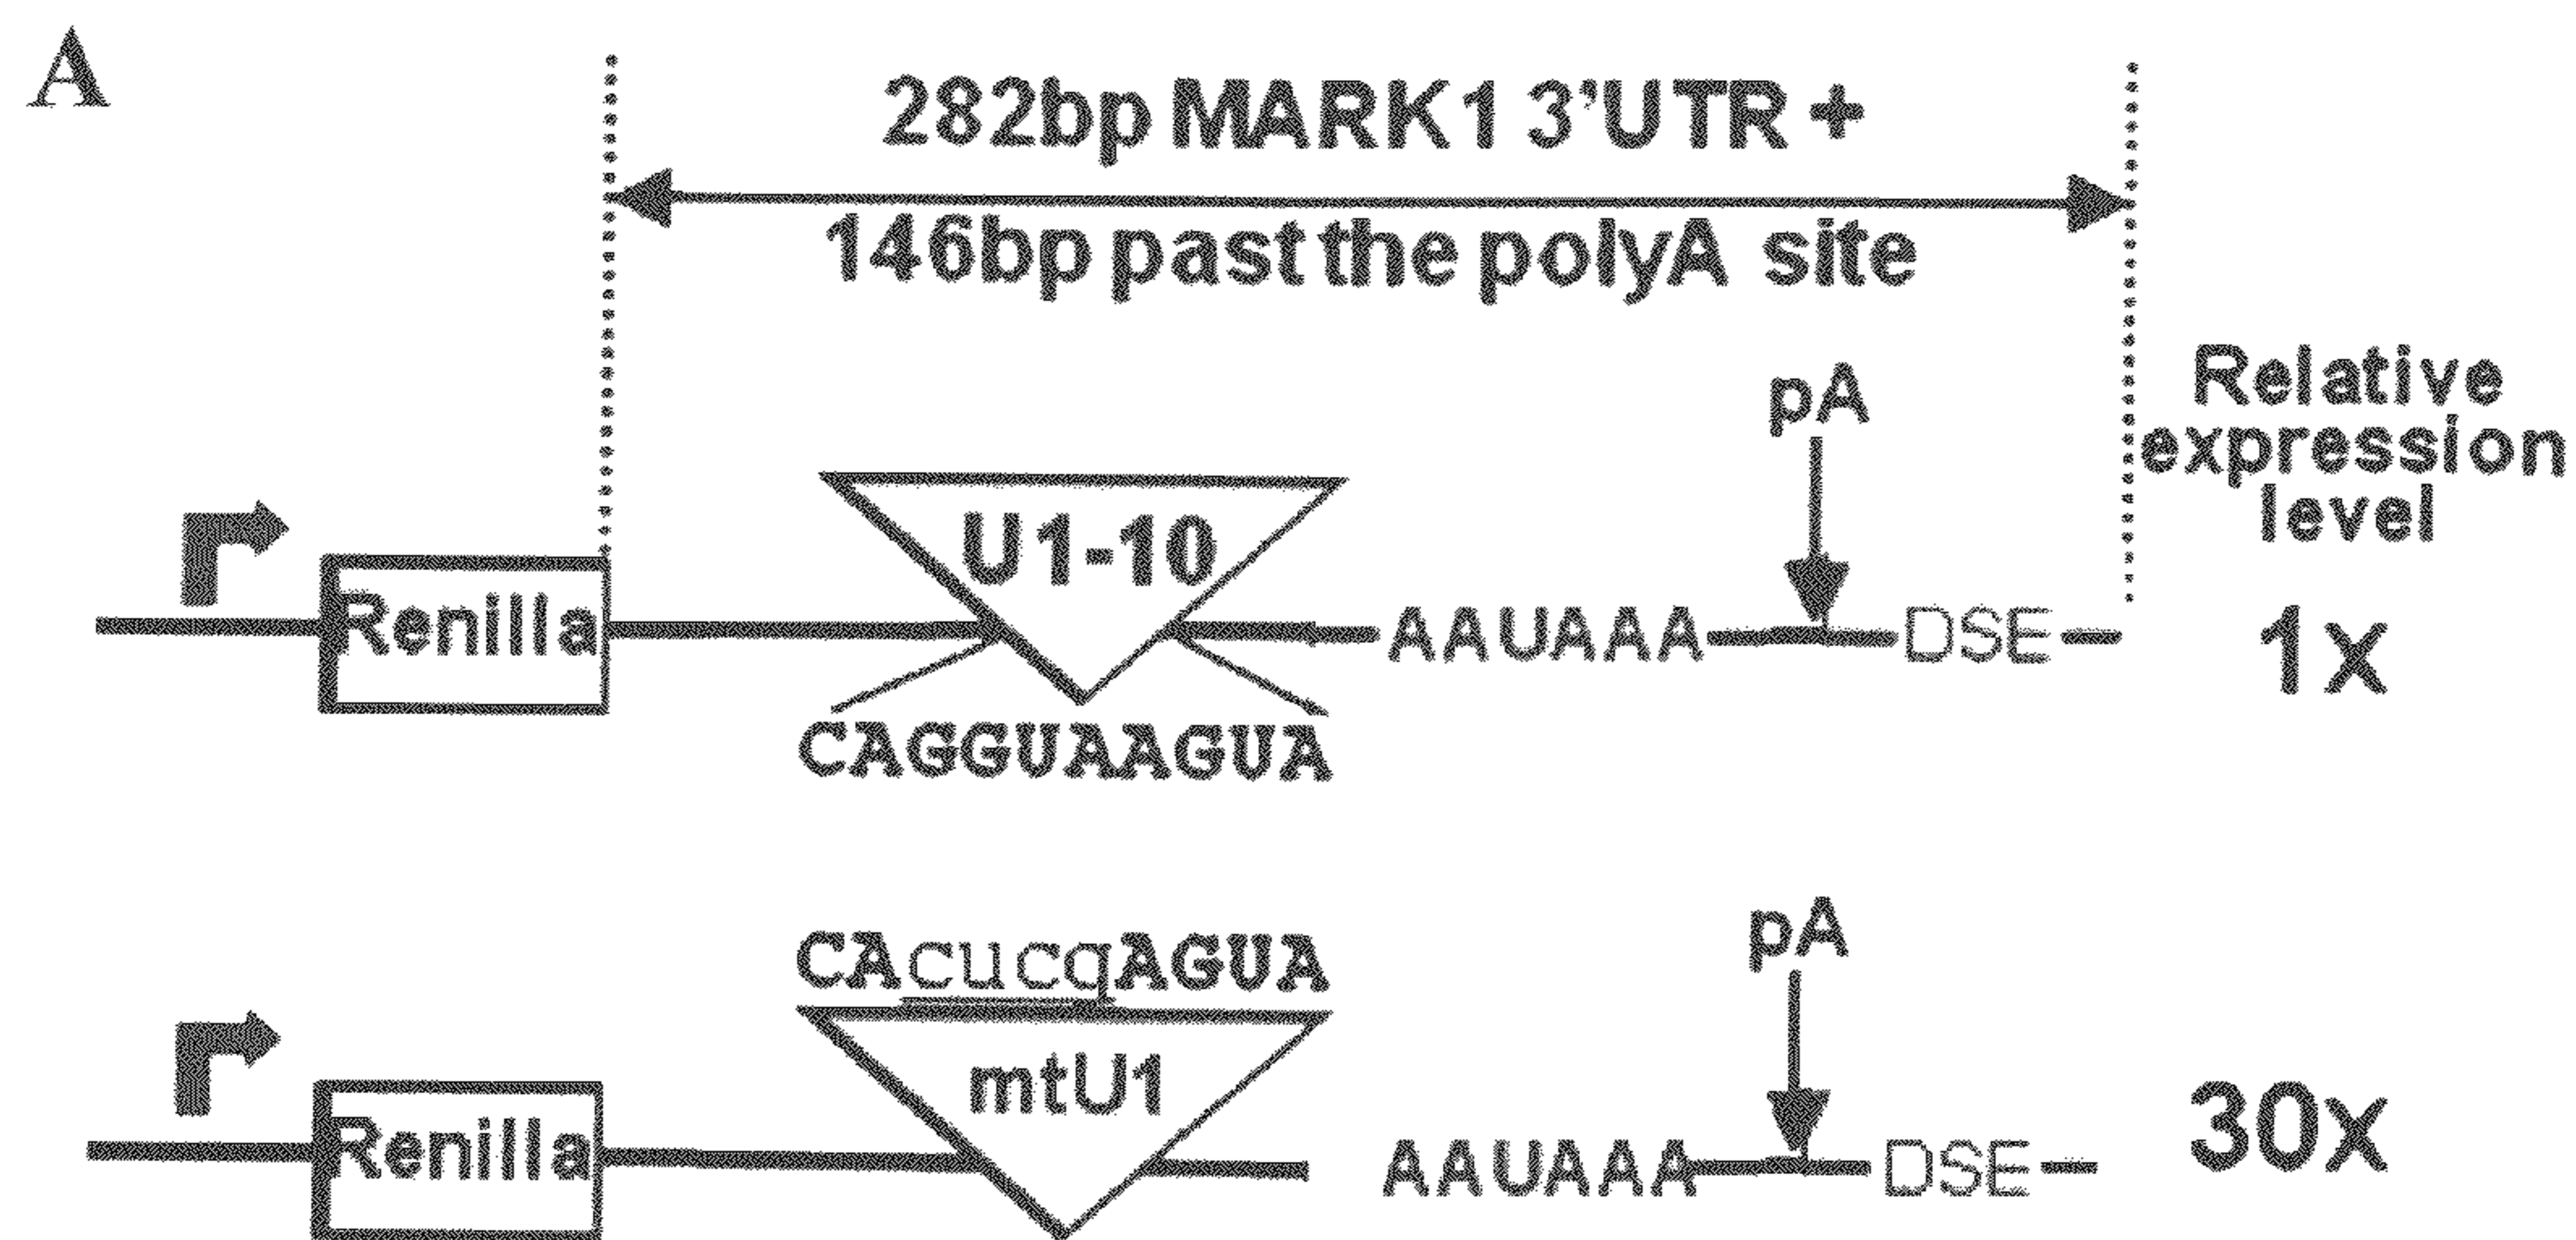 A
282bp MARK1 3'UTR +
146bp past the polyA site
Relative
expression
level
pA
U1-10
Renilla
AAUAAA
DSE
1x
CAGGUAAGUA
CAcucgAGUA
pA
mtU1
Renilla
AAUAAA
DSE
30x